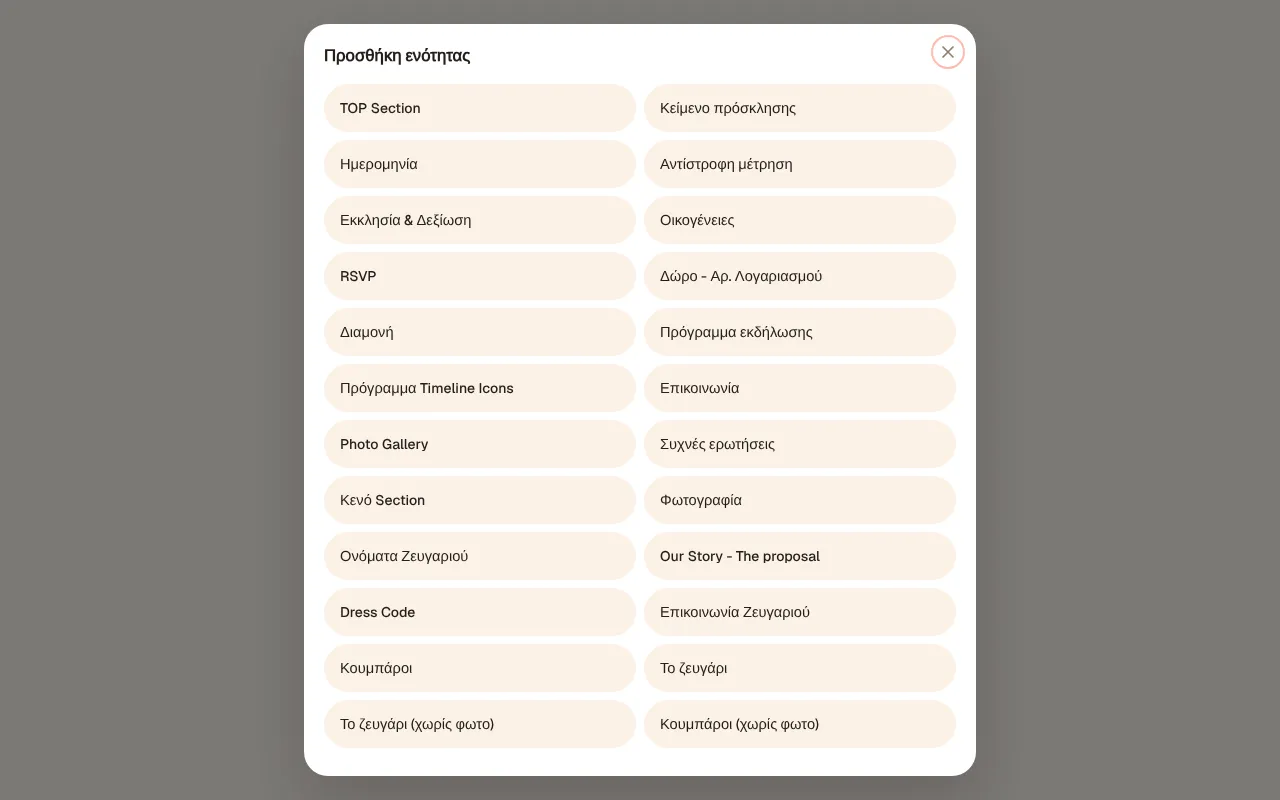 Προσθήκη ενότητας
TOP Section
Κείμενο πρόσκλησης
Ημερομηνία
Αντίστροφη μέτρηση
Εκκλησία & Δεξίωση
Οικογένειες
RSVP
Δώρο - Αρ. Λογαριασμού
Διαμονή
Πρόγραμμα εκδήλωσης
Πρόγραμμα Timeline Icons
Επικοινωνία
Photo Gallery
Συχνές ερωτήσεις
Κενό Section
Φωτογραφία
Ονόματα Ζευγαριού
Our Story - The proposal
Dress Code
Επικοινωνία Ζευγαριού
Κουμπάροι
Το ζευγάρι
Το ζευγάρι (χωρίς φωτο)
Κουμπάροι (χωρίς φωτο)